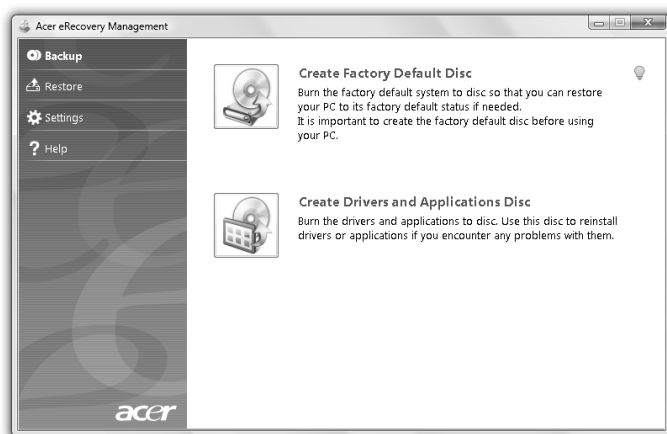 Acer eRecovery Management
Backup
Restore
Settings
? Help
Create Factory Default Disc
Burn the factory default system to disc so that you can restore
your PC to its factory default status if needed.
It is important to create the factory default disc before using
your PC.
Create Drivers and Applications Disc
Burn the drivers and applications to disc. Use this disc to reinstall
drivers or applications if you encounter any problems with them.
acer